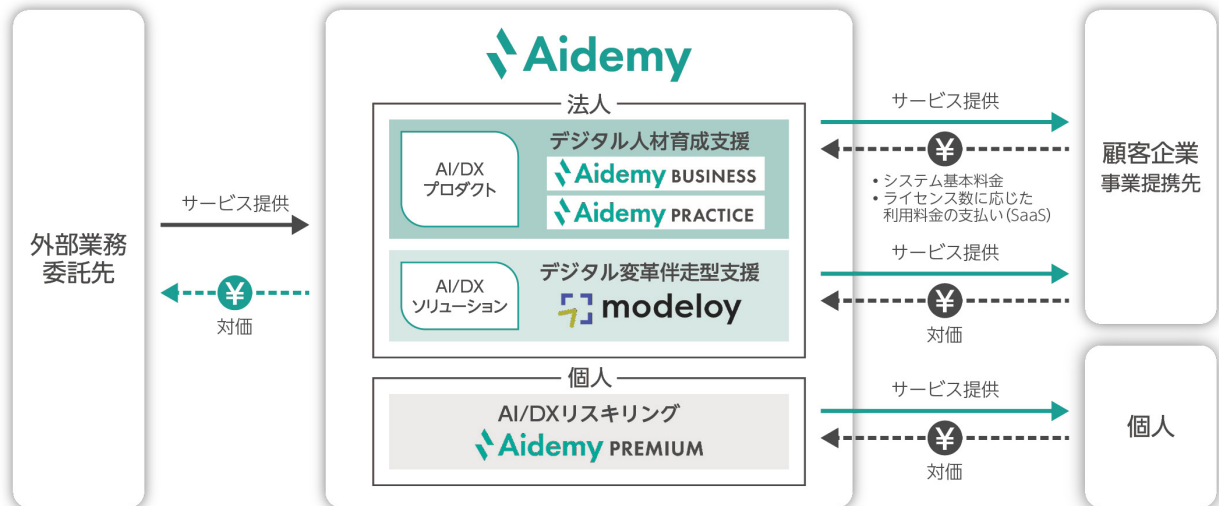 外部業務
委託先
サービス提供
¥
対価
Aidemy
法人
AI/DX
プロダクト
デジタル人材育成支援
Aidemy BUSINESS
Aidemy PRACTICE
AI/DX
ソリューション
デジタル変革伴走型支援
modeloy
個人
AI/DXリスキリング
Aidemy PREMIUM
サービス提供
¥
• システム基本料金
• ライセンス数に応じた
利用料金の支払い(SaaS)
サービス提供
¥
対価
サービス提供
¥
対価
顧客企業
事業提携先
個人